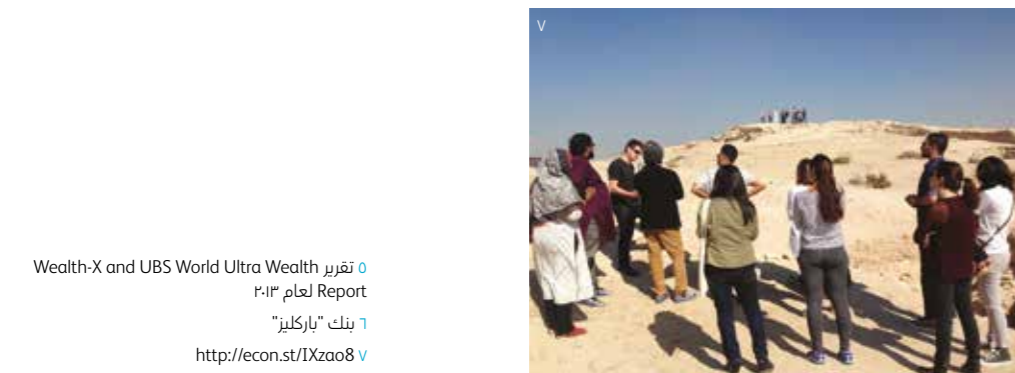 ٧
٥ تقرير Wealth-X and UBS World Ultra Wealth
Report لعام ٢٠١٣
٦ بنك "باركليز"
٧ http://econ.st/IXzao8